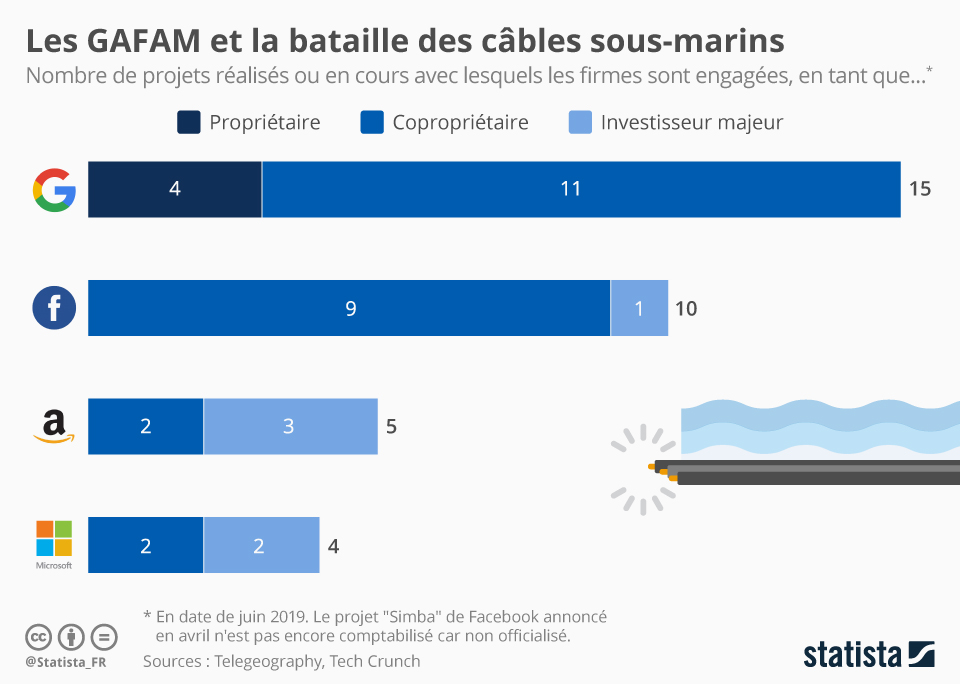 Les GAFAM et la bataille des câbles sous-marins
Nombre de projets réalisés ou en cours avec lesquels les firmes sont engagées, en tant que...*
Propriétaire Copropriétaire Investisseur majeur
4 11 15
9 1 10
a 2 3 5
2 2 4
Microsoft
* En date de juin 2019. Le projet "Simba" de Facebook annoncé
en avril n'est pas encore comptabilisé car non officialisé.
@Statista_FR Sources : Telegeography, Tech Crunch
statista